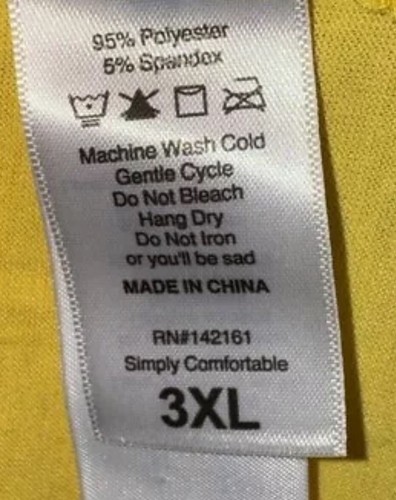 95% Polyester
5% Spandex
Machine Wash Cold
Gentle Cycle
Do Not Bleach
Hang Dry
Do Not Iron
or you'll be sad
MADE IN CHINA
RN#142161
Simply Comfortable
3XL